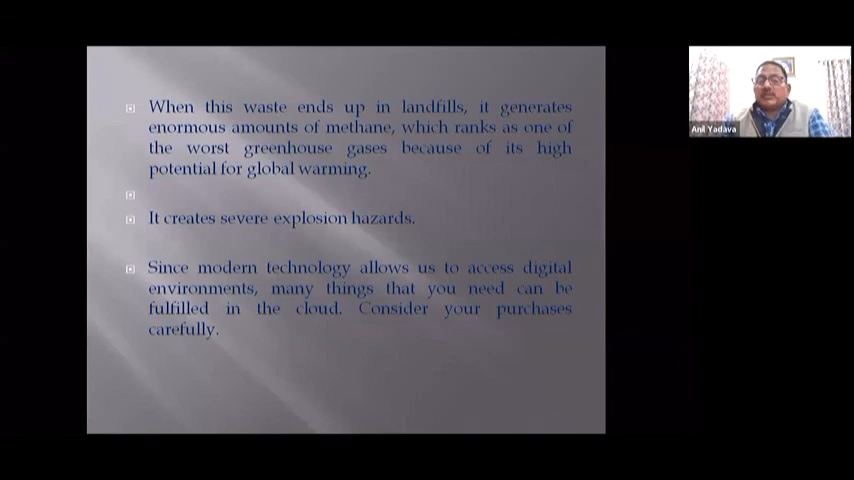 When this waste ends up in landfills, it generates
enormous amounts of methane, which ranks as one of
the worst greenhouse gases because of its high
potential for global warming.
It creates severe explosion hazards.
Since modern technology allows us to access digital
environments, many things that you need can be
fulfilled in the cloud. Consider your purchases
carefully.
Anil Yadava